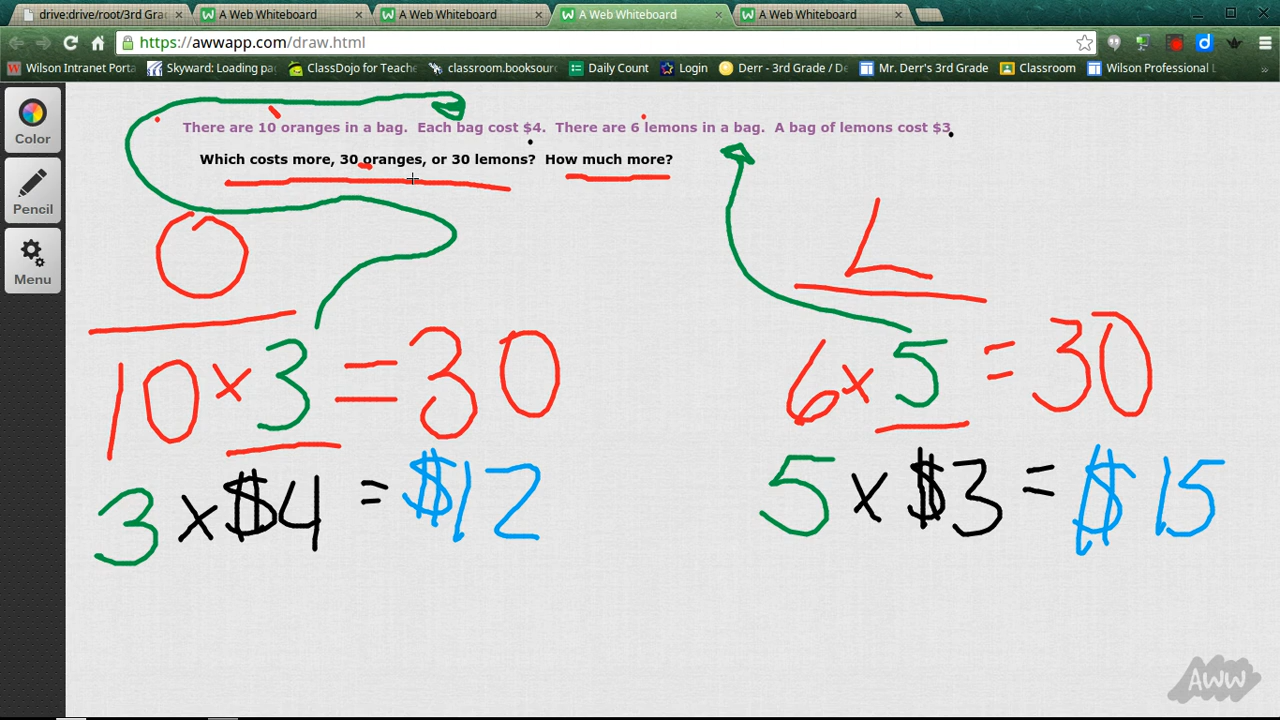 drive:drive/root/3rd Gra
A Web Whiteboard
A Web Whiteboard
A Web Whiteboard
A Web Whiteboard
https://awwapp.com/draw.html
Wilson Intranet Porta
Skyward: Loading pag
ClassDojo for Teache
classroom.booksourc
Daily Count
Login
Derr - 3rd Grade / De
Mr. Derr's 3rd Grade
Classroom
Wilson Professional L
Color
Pencil
Menu
There are 10 oranges in a bag. Each bag cost $4. There are 6 lemons in a bag. A bag of lemons cost $3.
Which costs more, 30 oranges, or 30 lemons? How much more?
O
L
10 x 3 = 30
6 x 5 = 30
3 x $4 = $12
5 x $3 = $15
AWW